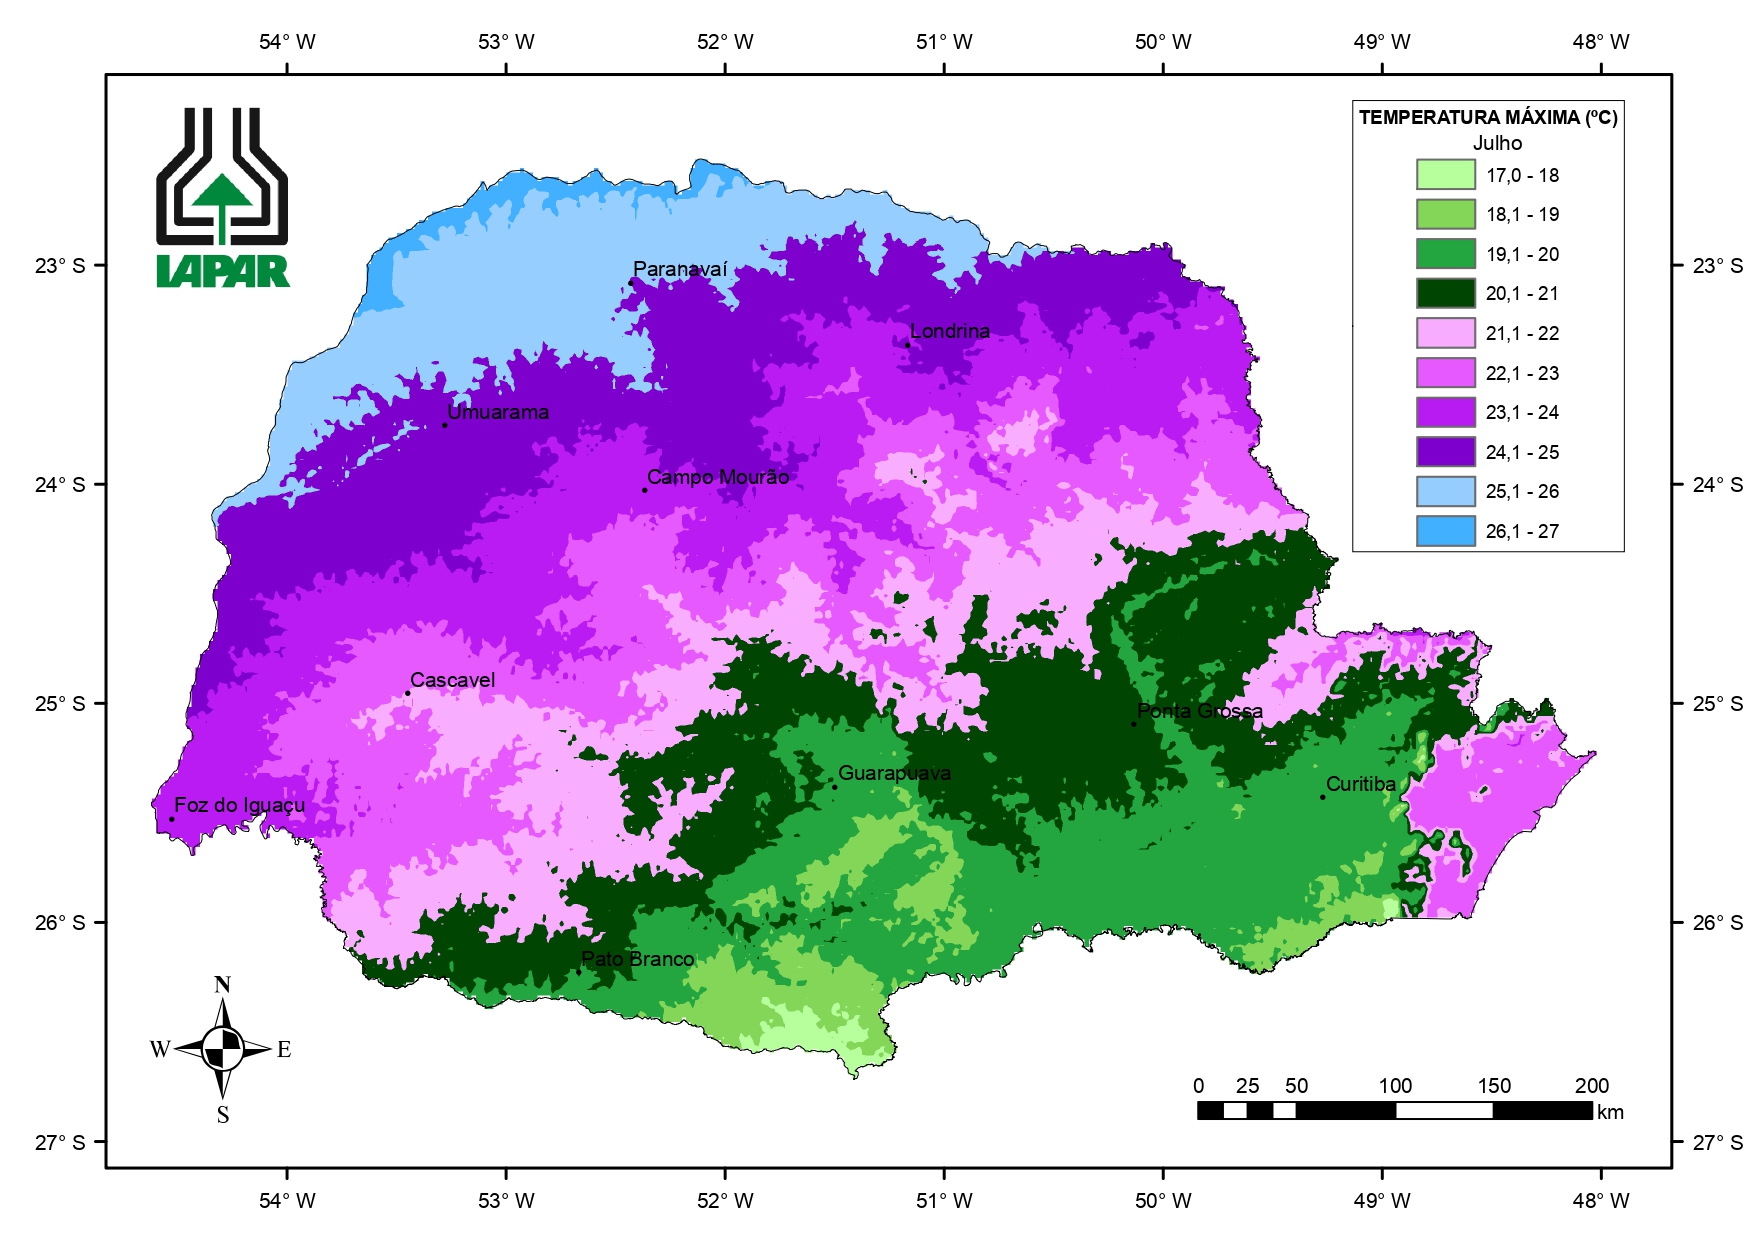 54° W 53° W 52° W 51° W 50° W 49° W 48° W
TEMPERATURA MÁXIMA (ºC)
Julho
17,0 - 18
18,1 - 19
19,1 - 20
20,1 - 21
21,1 - 22
22,1 - 23
23,1 - 24
24,1 - 25
25,1 - 26
26,1 - 27
IAPAR
23° S 23° S
Paranavaí
Londrina
Umuarama
Campo Mourão
24° S 24° S
Cascavel
25° S 25° S
Ponta Grossa
Guarapuava
Curitiba
Foz do Iguaçu
26° S 26° S
Pato Branco
N
W E
S
0 25 50 100 150 200
km
27° S 27° S
54° W 53° W 52° W 51° W 50° W 49° W 48° W